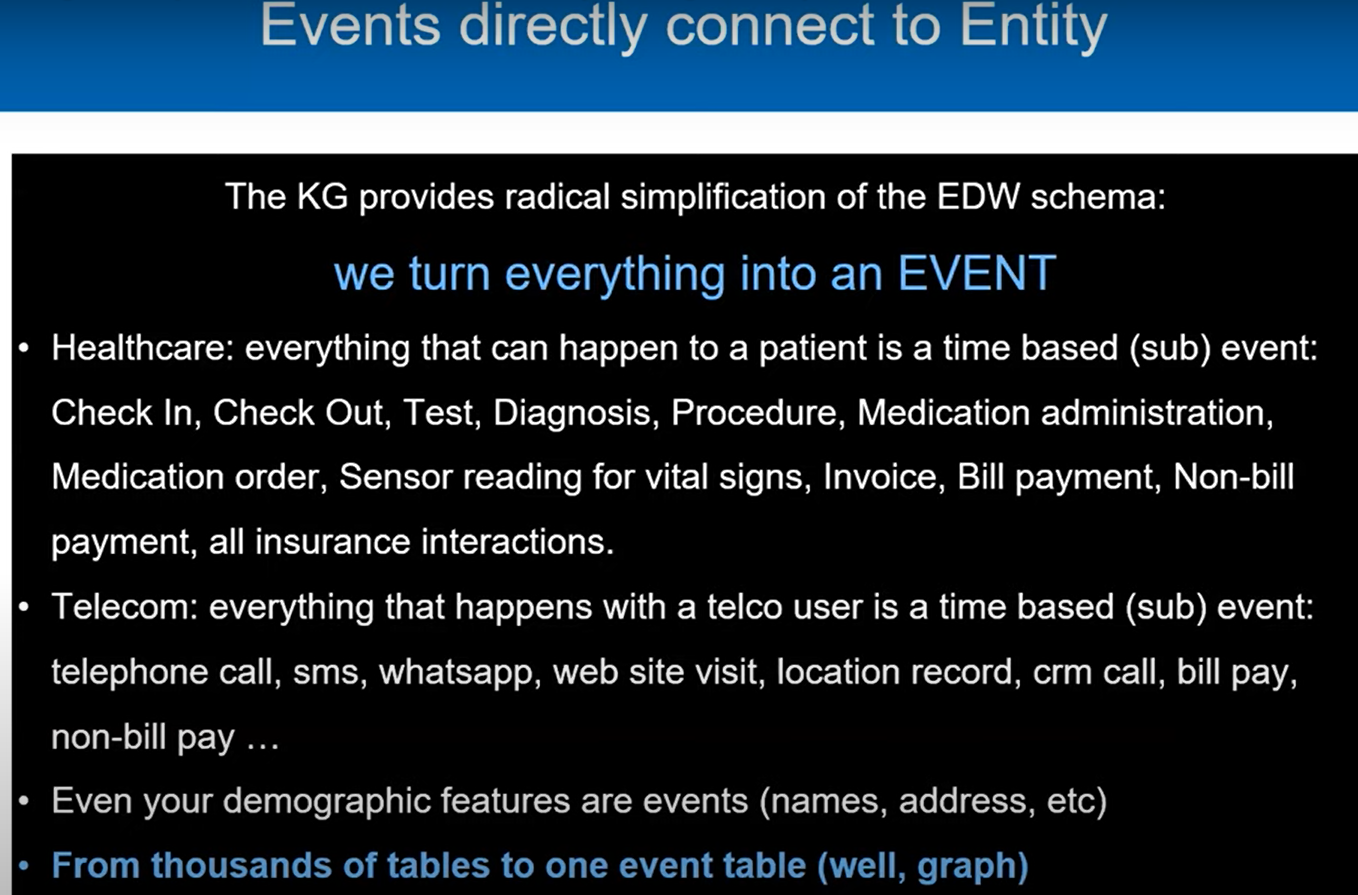 Events directly connect to Entity
The KG provides radical simplification of the EDW schema:
we turn everything into an EVENT
• Healthcare: everything that can happen to a patient is a time based (sub) event:
Check In, Check Out, Test, Diagnosis, Procedure, Medication administration,
Medication order, Sensor reading for vital signs, Invoice, Bill payment, Non-bill
payment, all insurance interactions.
• Telecom: everything that happens with a telco user is a time based (sub) event:
telephone call, sms, whatsapp, web site visit, location record, crm call, bill pay,
non-bill pay …
• Even your demographic features are events (names, address, etc)
• From thousands of tables to one event table (well, graph)